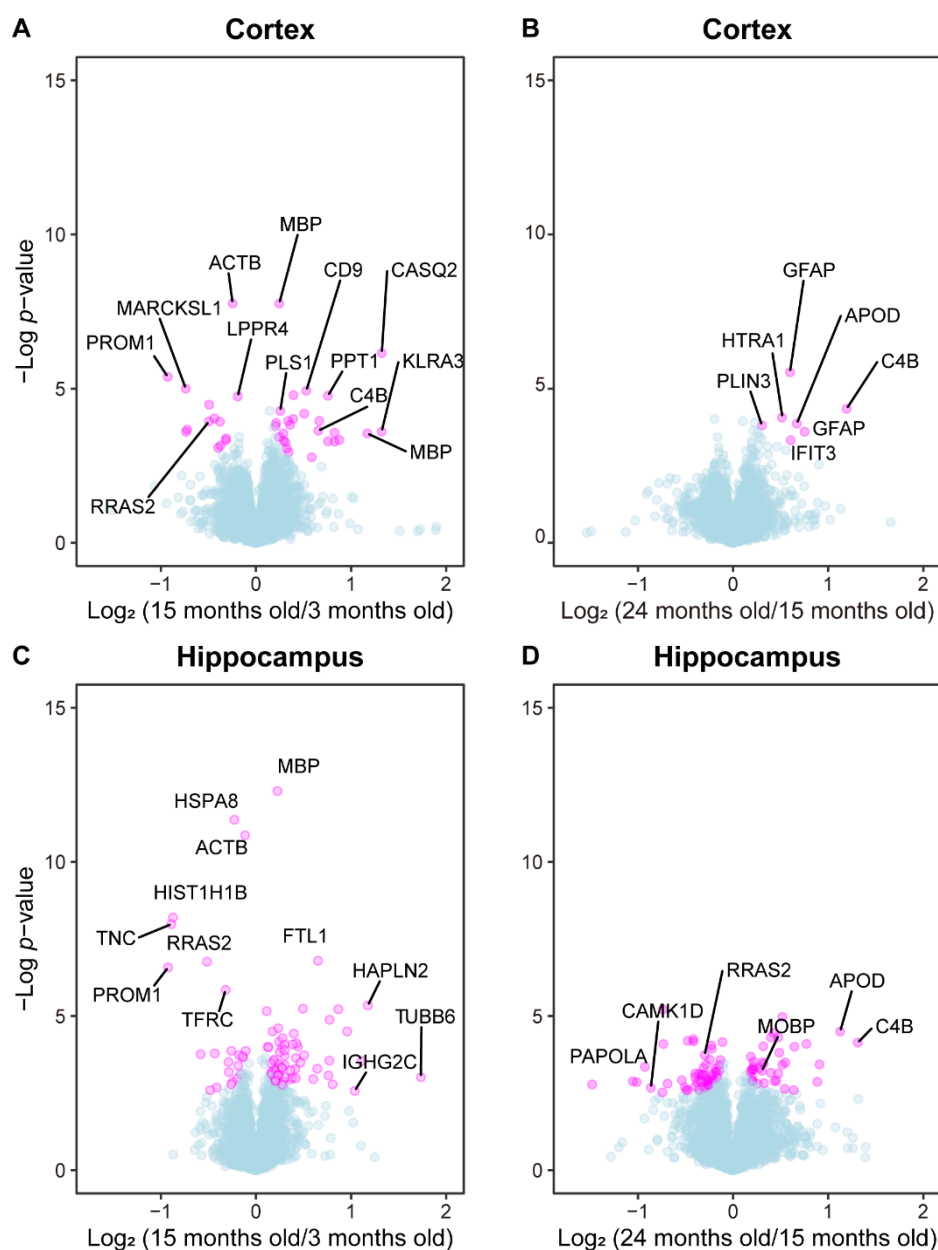 A
Cortex
15
10
5
0
−Log p−value
MBP
ACTB
CD9
CASQ2
MARCKSL1
LPPR4
PROM1
PLS1
PPT1
KLRA3
C4B
MBP
RRAS2
−1
0
1
2
Log₂ (15 months old/3 months old)
B
Cortex
15
10
5
0
GFAP
APOD
HTRA1
C4B
PLIN3
GFAP
IFIT3
−1
0
1
2
Log₂ (24 months old/15 months old)
C
Hippocampus
15
10
5
0
−Log p−value
MBP
HSPA8
ACTB
HIST1H1B
TNC
RRAS2
FTL1
PROM1
HAPLN2
TFRC
TUBB6
IGHG2C
−1
0
1
2
Log₂ (15 months old/3 months old)
D
Hippocampus
15
10
5
0
RRAS2
APOD
CAMK1D
MOBP
C4B
PAPOLA
−1
0
1
2
Log₂ (24 months old/15 months old)